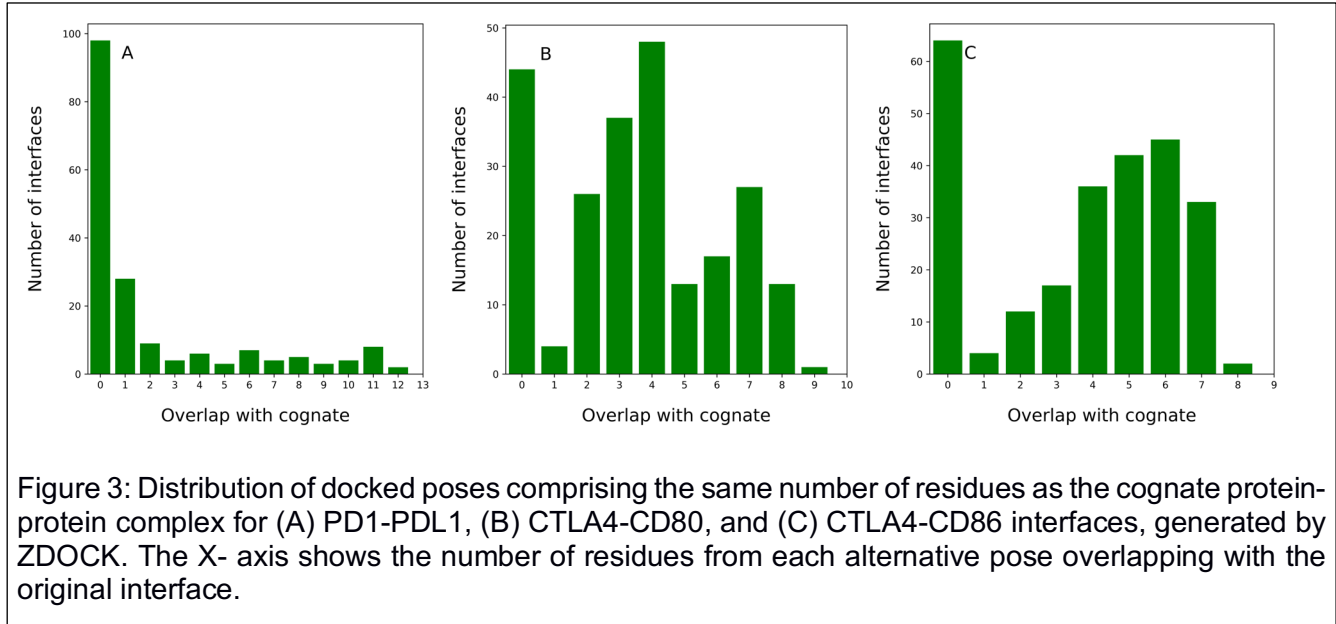 A
Number of interfaces
100
80
60
40
20
0
0 1 2 3 4 5 6 7 8 9 10 11 12 13
Overlap with cognate
B
Number of interfaces
50
40
30
20
10
0
0 1 2 3 4 5 6 7 8 9 10
Overlap with cognate
C
Number of interfaces
60
50
40
30
20
10
0
0 1 2 3 4 5 6 7 8 9
Overlap with cognate
Figure 3: Distribution of docked poses comprising the same number of residues as the cognate protein-
protein complex for (A) PD1-PDL1, (B) CTLA4-CD80, and (C) CTLA4-CD86 interfaces, generated by
ZDOCK. The X- axis shows the number of residues from each alternative pose overlapping with the
original interface.